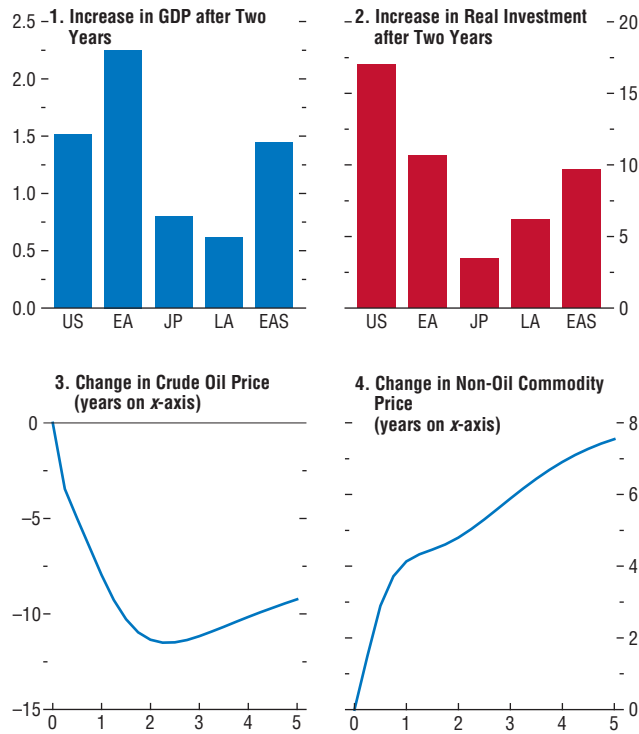 1. Increase in GDP after Two
Years
2.5
2.0
1.5
1.0
0.5
0.0
US EA JP LA EAS
2. Increase in Real Investment
after Two Years
20
15
10
5
0
US EA JP LA EAS
3. Change in Crude Oil Price
(years on x-axis)
0
–5
–10
–15
0 1 2 3 4 5
4. Change in Non-Oil Commodity
Price
(years on x-axis)
8
6
4
2
0
0 1 2 3 4 5